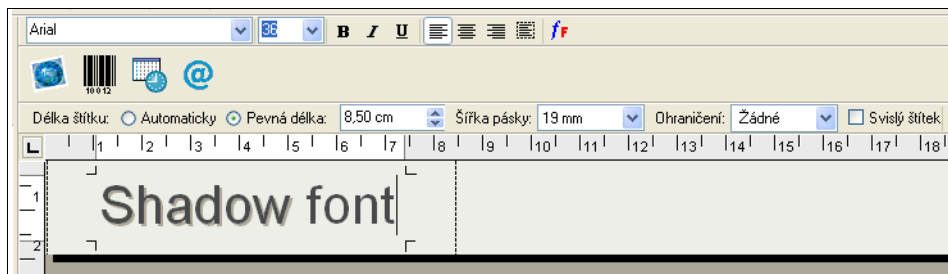 Arial 36 B I U fF
10012 @
Délka štítku: Automaticky Pevná délka: 8,50 cm Šířka pásky: 19 mm Ohraničení: Žádné Svislý štítek
1 2 3 4 5 6 7 8 9 10 11 12 13 14 15 16 17 18
1
Shadow font
2